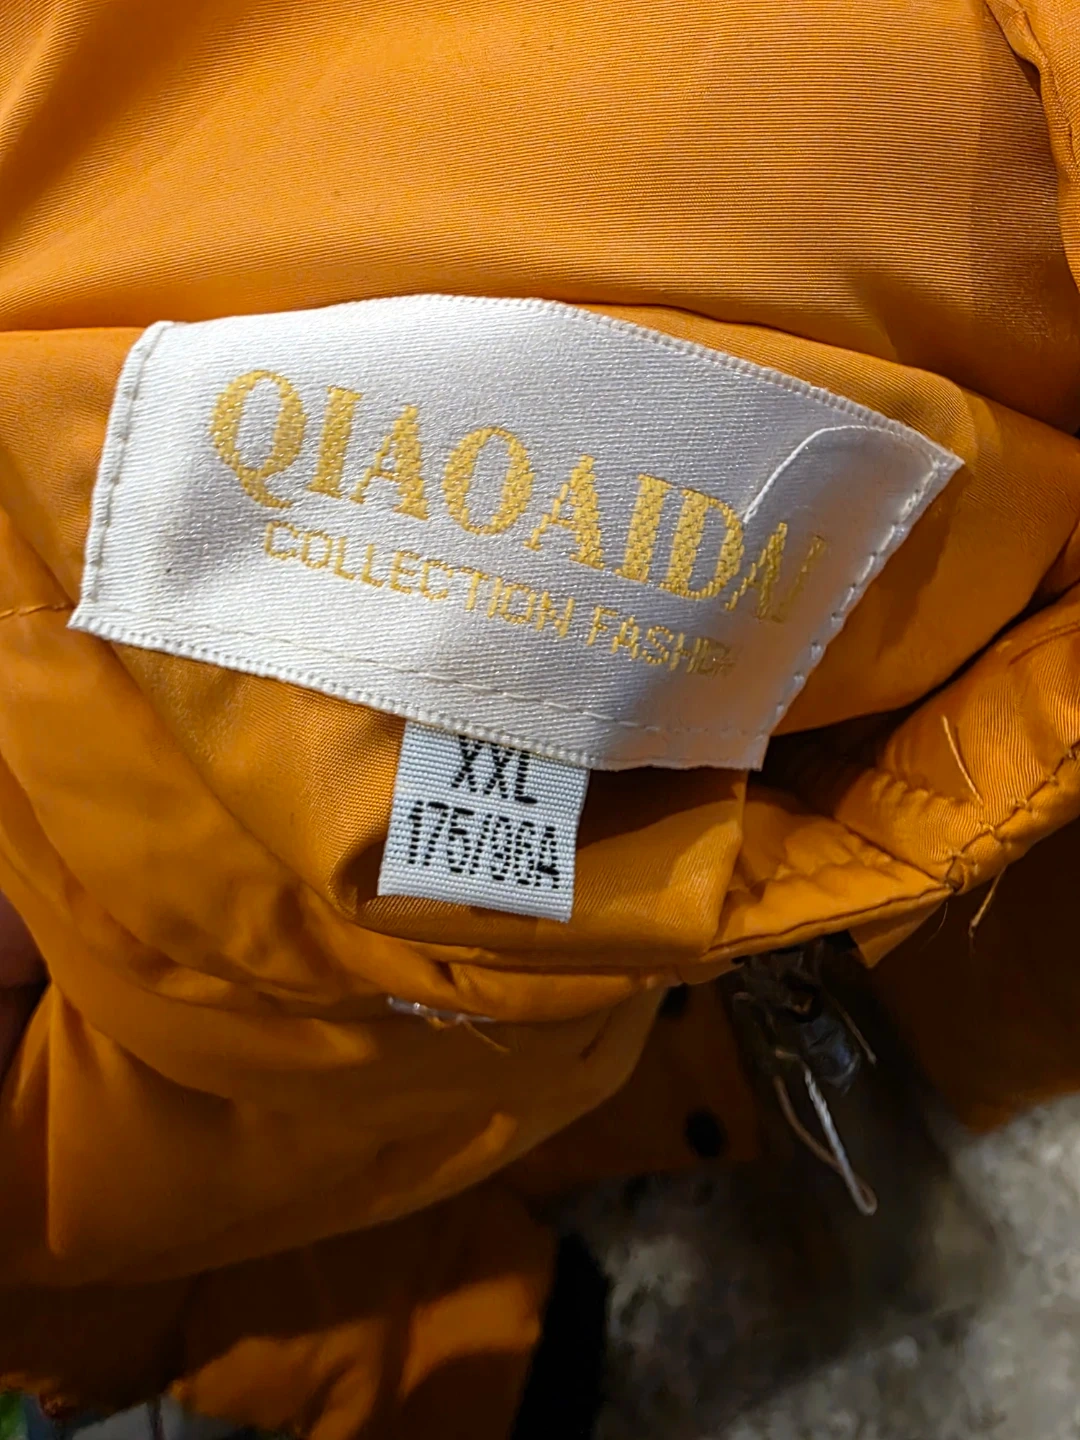 QIAOAIDAI
COLLECTION FASHION
XXL
175/96A